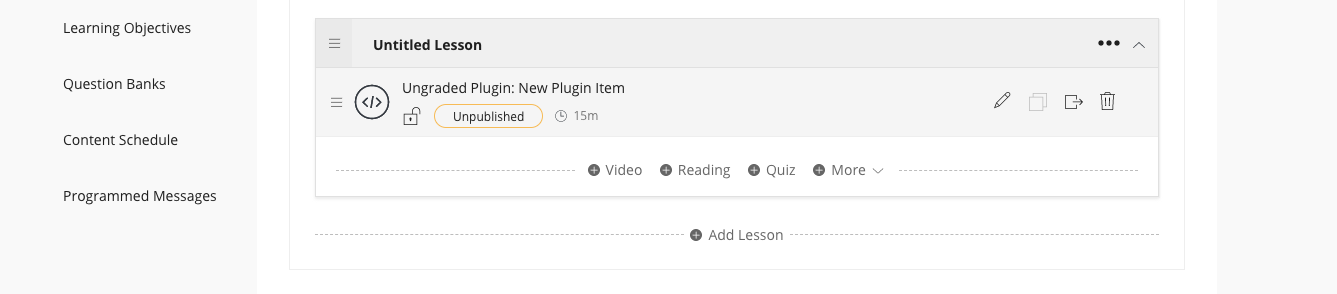 Learning Objectives
Question Banks
Content Schedule
Programmed Messages
Untitled Lesson
Ungraded Plugin: New Plugin Item
Unpublished 15m
Video Reading Quiz More
Add Lesson